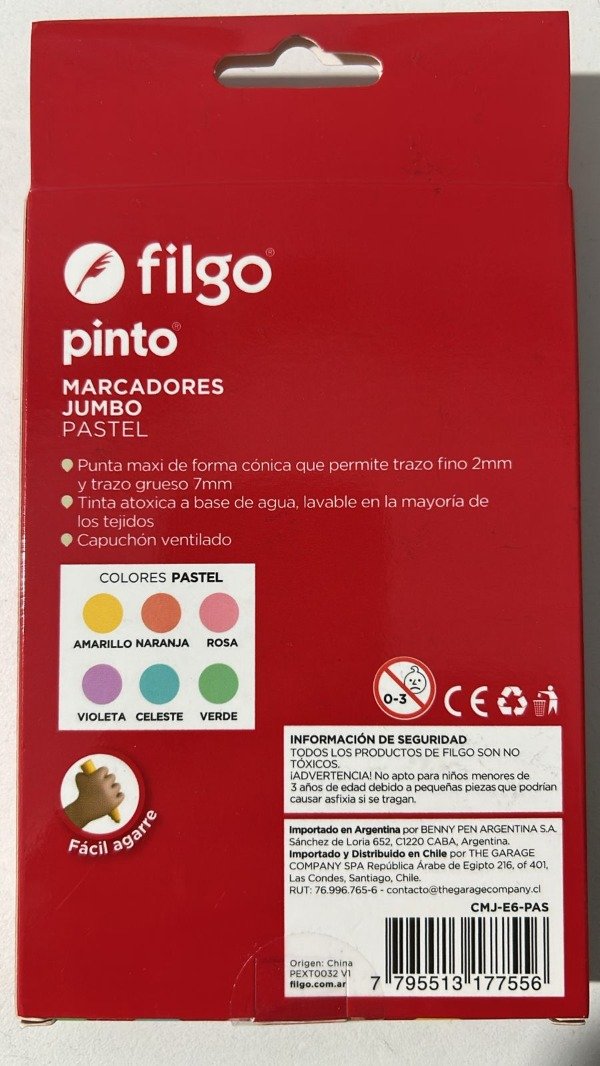 filgo®
pinto®
MARCADORES
JUMBO
PASTEL
Punta maxi de forma cónica que permite trazo fino 2mm
y trazo grueso 7mm
Tinta atoxica a base de agua, lavable en la mayoría de
los tejidos
Capuchón ventilado
COLORES PASTEL
AMARILLO NARANJA ROSA
VIOLETA CELESTE VERDE
0-3
CE
Fácil agarre
INFORMACIÓN DE SEGURIDAD
TODOS LOS PRODUCTOS DE FILGO SON NO
TÓXICOS.
¡ADVERTENCIA! No apto para niños menores de
3 años de edad debido a pequeñas piezas que podrían
causar asfixia si se tragan.
Importado en Argentina por BENNY PEN ARGENTINA S.A.
Sánchez de Loria 652, C1220 CABA, Argentina.
Importado y Distribuido en Chile por THE GARAGE
COMPANY SPA República Árabe de Egipto 216, of 401,
Las Condes, Santiago, Chile.
RUT: 76.996.765-6 - contacto@thegaragecompany.cl
CMJ-E6-PAS
Origen: China
PEXT0032 V1
filgo.com.ar
7 795513 177556